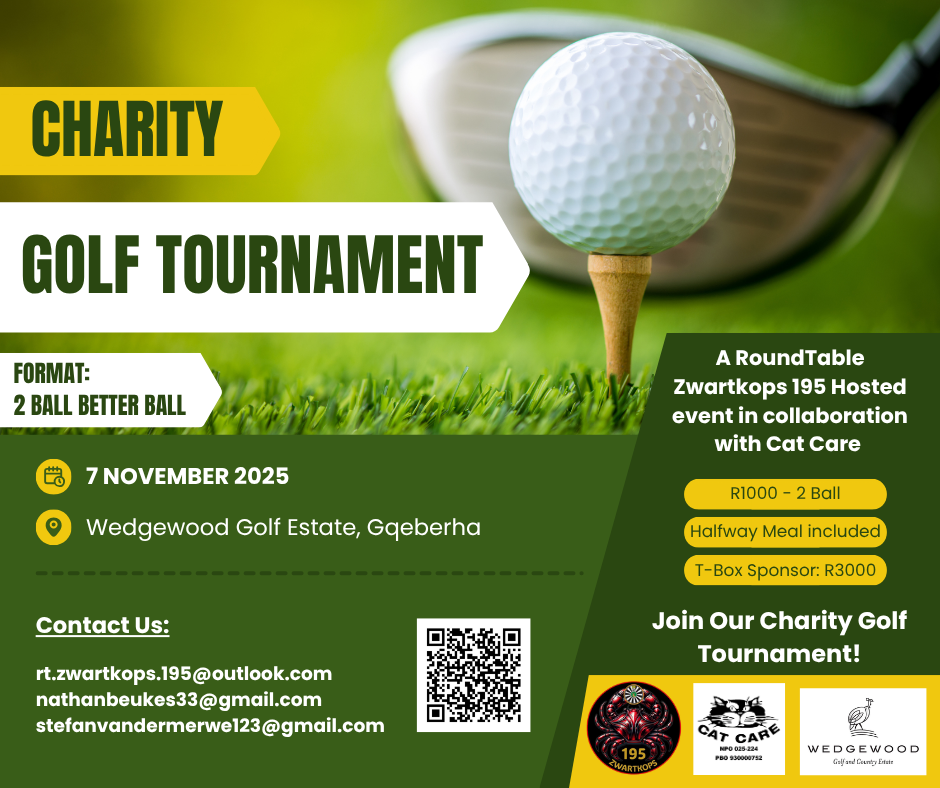 CHARITY
GOLF TOURNAMENT
FORMAT:
2 BALL BETTER BALL
7 NOVEMBER 2025
Wedgewood Golf Estate, Gqeberha
Contact Us:
rt.zwartkops.195@outlook.com
nathanbeukes33@gmail.com
stefanvandermerwe123@gmail.com
A RoundTable
Zwartkops 195 Hosted
event in collaboration
with Cat Care
R1000 - 2 Ball
Halfway Meal included
T-Box Sponsor: R3000
Join Our Charity Golf
Tournament!
195
ZWARTKOPS
CAT CARE
NPO 025-224
PBO 930000752
WEDGEWOOD
Golf and Country Estate